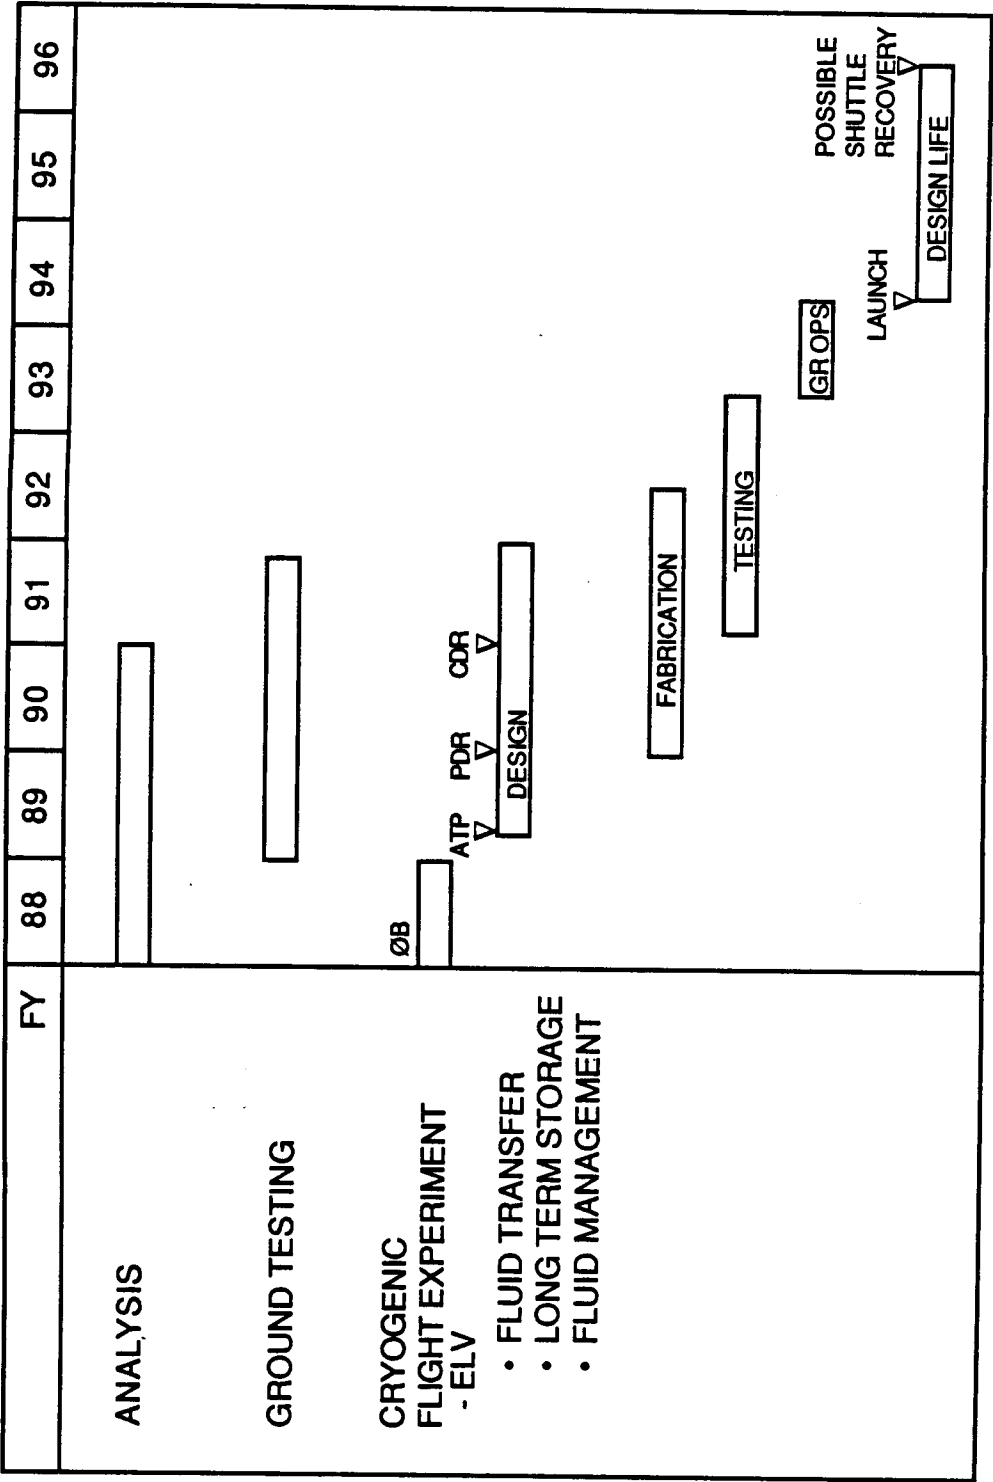 FY 88 89 90 91 92 93 94 95 96
ANALYSIS
GROUND TESTING
CRYOGENIC
FLIGHT EXPERIMENT
- ELV
• FLUID TRANSFER
• LONG TERM STORAGE
• FLUID MANAGEMENT
ØB
ATP PDR CDR
DESIGN
FABRICATION
TESTING
GR OPS
POSSIBLE
SHUTTLE
RECOVERY
LAUNCH
DESIGN LIFE